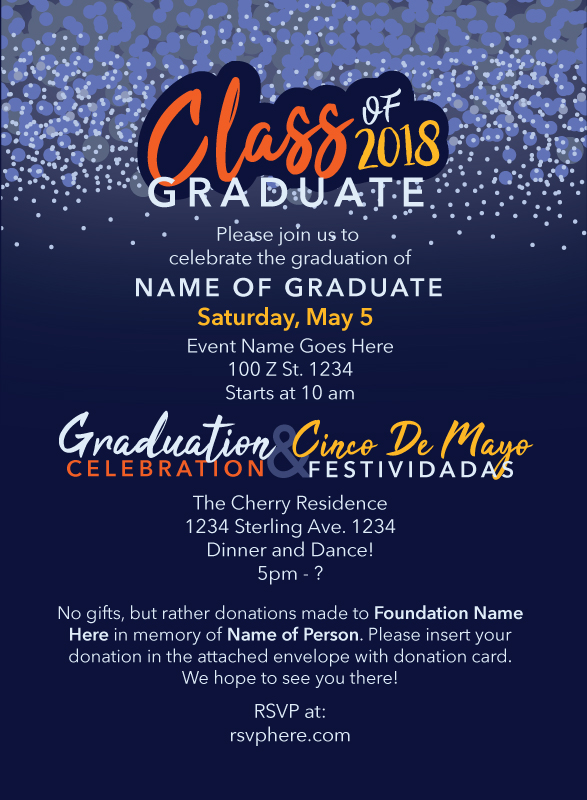 Class OF 2018
GRADUATE
Please join us to
celebrate the graduation of
NAME OF GRADUATE
Saturday, May 5
Event Name Goes Here
100 Z St. 1234
Starts at 10 am
Graduation & Cinco De Mayo
CELEBRATION FESTIVIDADAS
The Cherry Residence
1234 Sterling Ave. 1234
Dinner and Dance!
5pm - ?
No gifts, but rather donations made to Foundation Name
Here in memory of Name of Person. Please insert your
donation in the attached envelope with donation card.
We hope to see you there!
RSVP at:
rsvphere.com